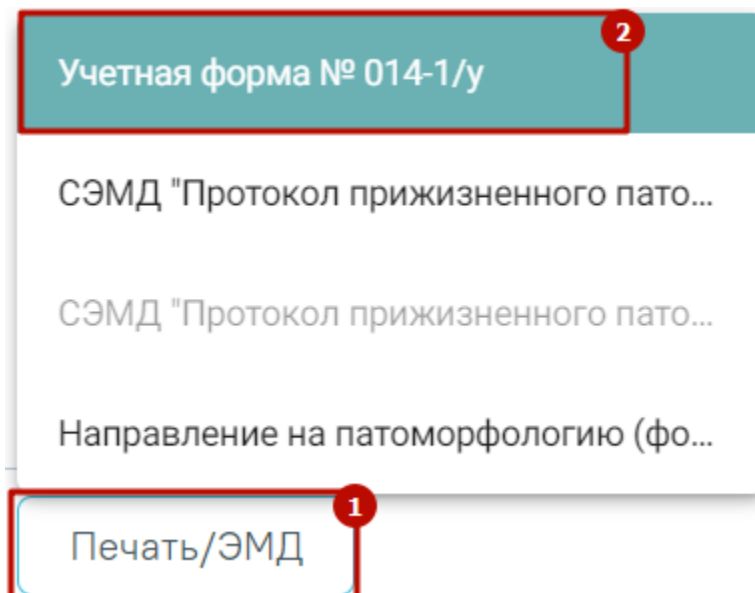 2
Учетная форма № 014-1/у
СЭМД "Протокол прижизненного пато...
СЭМД "Протокол прижизненного пато...
Направление на патоморфологию (фо...
1
Печать/ЭМД